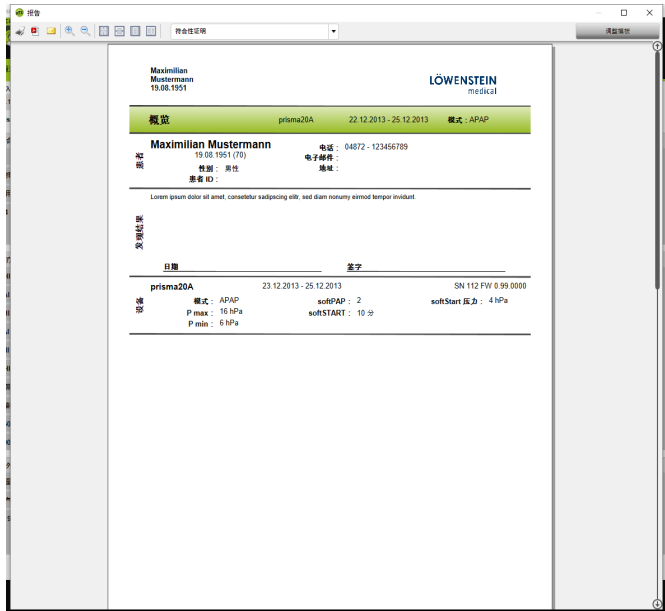 报告
符合性证明
调整模板
Maximilian
Mustermann
19.08.1951
LÖWENSTEIN
medical
概览 prisma20A 22.12.2013 - 25.12.2013 模式 : APAP
患者
Maximilian Mustermann
19.08.1951 (70)
性别 : 男性
患者 ID :
电话 : 04872 - 123456789
电子邮件 :
地址 :
发现结果
Lorem ipsum dolor sit amet, consetetur sadipscing elitr, sed diam nonumy eirmod tempor invidunt.
日期 签字
设备
prisma20A 23.12.2013 - 25.12.2013 SN 112 FW 0.99.0000
模式 : APAP softPAP : 2 softStart 压力 : 4 hPa
P max : 16 hPa softSTART : 10 分
P min : 6 hPa